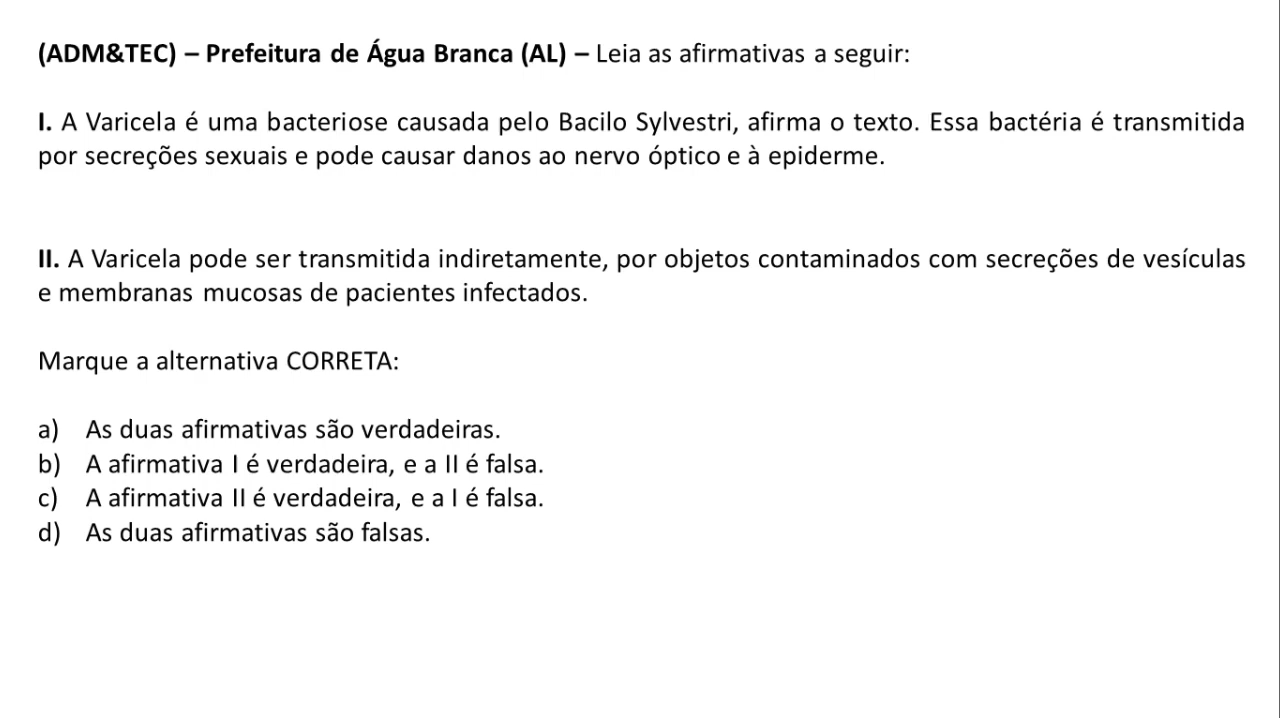 (ADM&TEC) – Prefeitura de Água Branca (AL) – Leia as afirmativas a seguir:
I. A Varicela é uma bacteriose causada pelo Bacilo Sylvestri, afirma o texto. Essa bactéria é transmitida
por secreções sexuais e pode causar danos ao nervo óptico e à epiderme.
II. A Varicela pode ser transmitida indiretamente, por objetos contaminados com secreções de vesículas
e membranas mucosas de pacientes infectados.
Marque a alternativa CORRETA:
a) As duas afirmativas são verdadeiras.
b) A afirmativa I é verdadeira, e a II é falsa.
c) A afirmativa II é verdadeira, e a I é falsa.
d) As duas afirmativas são falsas.